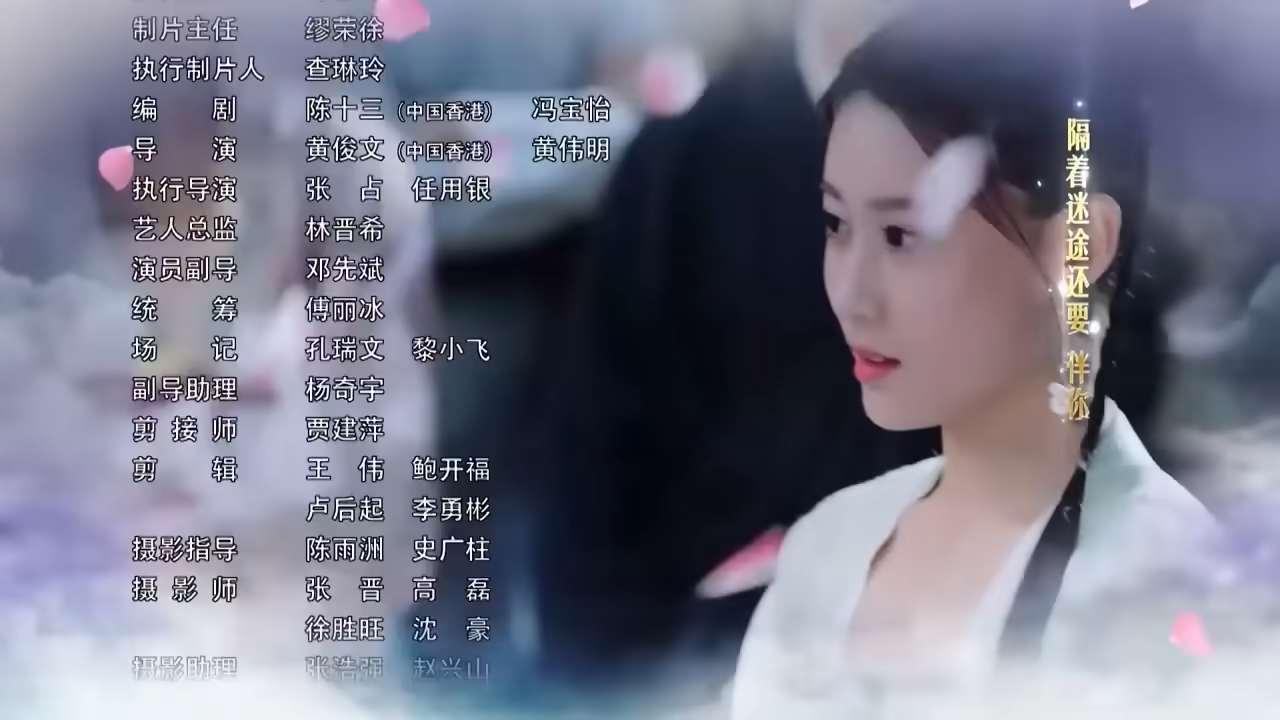 制片主任 缪荣徐
执行制片人 查琳玲
编 剧 陈十三（中国香港） 冯宝怡
导 演 黄俊文（中国香港） 黄伟明
执行导演 张 占 任用银
艺人总监 林晋希
演员副导 邓先斌
统 筹 傅丽冰
场 记 孔瑞文 黎小飞
副导助理 杨奇宇
剪 接 师 贾建萍
剪 辑 王 伟 鲍开福
卢后起 李勇彬
摄影指导 陈雨洲 史广柱
摄 影 师 张 晋 高 磊
徐胜旺 沈 豪
摄影助理 张浩强 赵兴山
隔着迷途还要 伴你